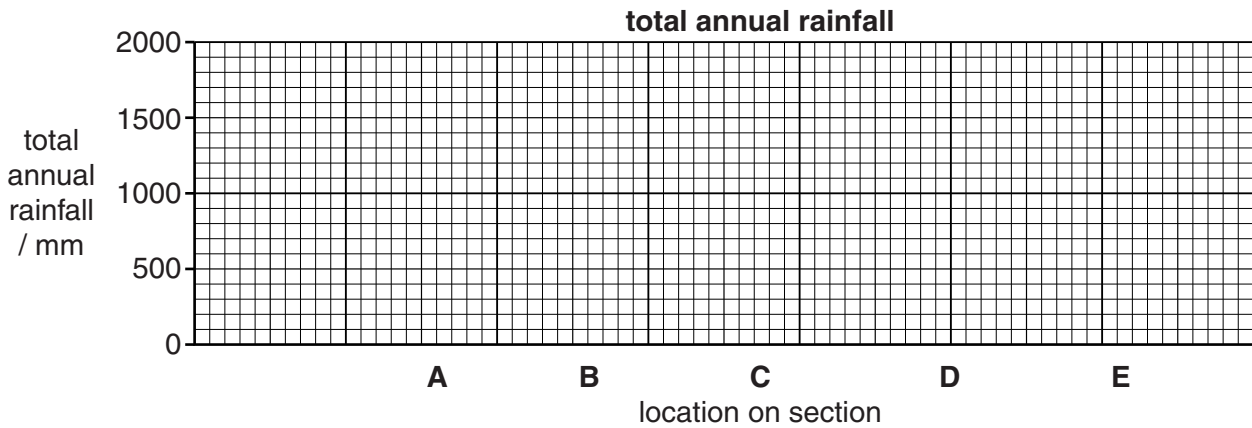 total annual rainfall
2000
1500
1000
500
0
total
annual
rainfall
/ mm
A B C D E
location on section